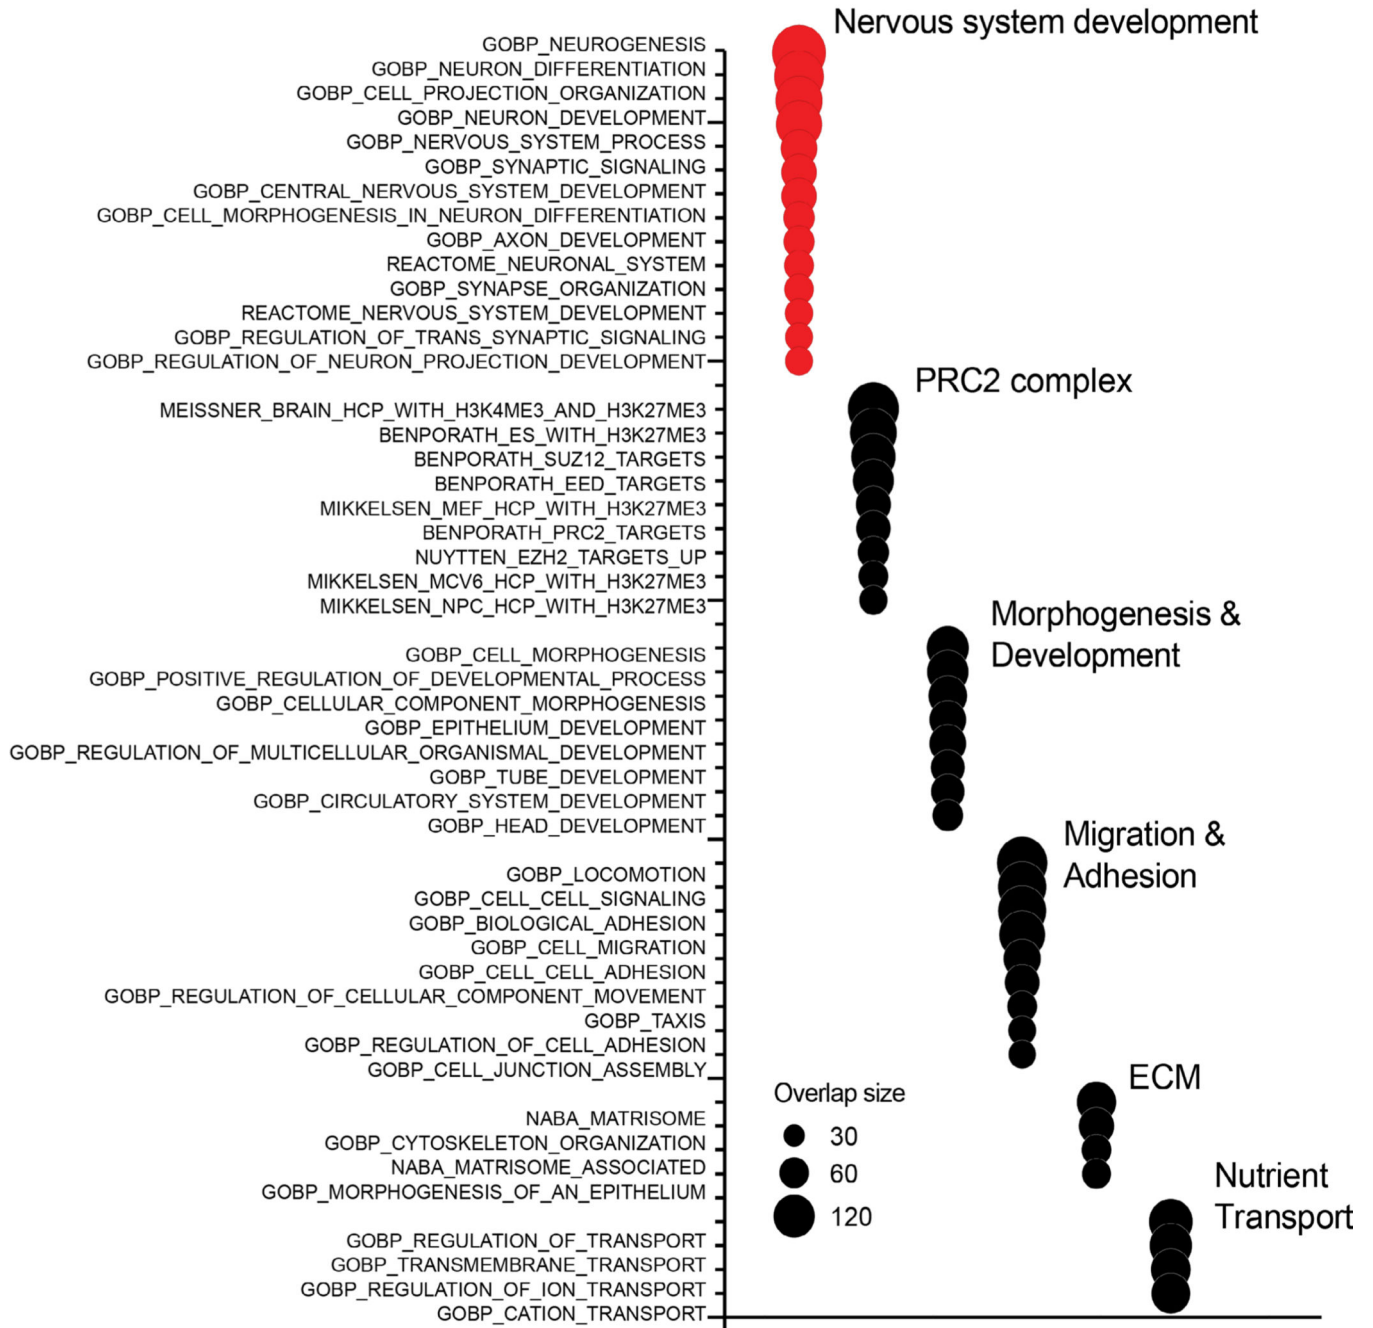 Nervous system development
GOBP_NEUROGENESIS
GOBP_NEURON_DIFFERENTIATION
GOBP_CELL_PROJECTION_ORGANIZATION
GOBP_NEURON_DEVELOPMENT
GOBP_NERVOUS_SYSTEM_PROCESS
GOBP_SYNAPTIC_SIGNALING
GOBP_CENTRAL_NERVOUS_SYSTEM_DEVELOPMENT
GOBP_CELL_MORPHOGENESIS_IN_NEURON_DIFFERENTIATION
GOBP_AXON_DEVELOPMENT
REACTOME_NEURONAL_SYSTEM
GOBP_SYNAPSE_ORGANIZATION
REACTOME_NERVOUS_SYSTEM_DEVELOPMENT
GOBP_REGULATION_OF_TRANS_SYNAPTIC_SIGNALING
GOBP_REGULATION_OF_NEURON_PROJECTION_DEVELOPMENT
PRC2 complex
MEISSNER_BRAIN_HCP_WITH_H3K4ME3_AND_H3K27ME3
BENPORATH_ES_WITH_H3K27ME3
BENPORATH_SUZ12_TARGETS
BENPORATH_EED_TARGETS
MIKKELSEN_MEF_HCP_WITH_H3K27ME3
BENPORATH_PRC2_TARGETS
NUYTTEN_EZH2_TARGETS_UP
MIKKELSEN_MCV6_HCP_WITH_H3K27ME3
MIKKELSEN_NPC_HCP_WITH_H3K27ME3
Morphogenesis &
Development
GOBP_CELL_MORPHOGENESIS
GOBP_POSITIVE_REGULATION_OF_DEVELOPMENTAL_PROCESS
GOBP_CELLULAR_COMPONENT_MORPHOGENESIS
GOBP_EPITHELIUM_DEVELOPMENT
GOBP_REGULATION_OF_MULTICELLULAR_ORGANISMAL_DEVELOPMENT
GOBP_TUBE_DEVELOPMENT
GOBP_CIRCULATORY_SYSTEM_DEVELOPMENT
GOBP_HEAD_DEVELOPMENT
Migration &
Adhesion
GOBP_LOCOMOTION
GOBP_CELL_CELL_SIGNALING
GOBP_BIOLOGICAL_ADHESION
GOBP_CELL_MIGRATION
GOBP_CELL_CELL_ADHESION
GOBP_REGULATION_OF_CELLULAR_COMPONENT_MOVEMENT
GOBP_TAXIS
GOBP_REGULATION_OF_CELL_ADHESION
GOBP_CELL_JUNCTION_ASSEMBLY
ECM
NABA_MATRISOME
GOBP_CYTOSKELETON_ORGANIZATION
NABA_MATRISOME_ASSOCIATED
GOBP_MORPHOGENESIS_OF_AN_EPITHELIUM
Overlap size
30
60
120
Nutrient
Transport
GOBP_REGULATION_OF_TRANSPORT
GOBP_TRANSMEMBRANE_TRANSPORT
GOBP_REGULATION_OF_ION_TRANSPORT
GOBP_CATION_TRANSPORT